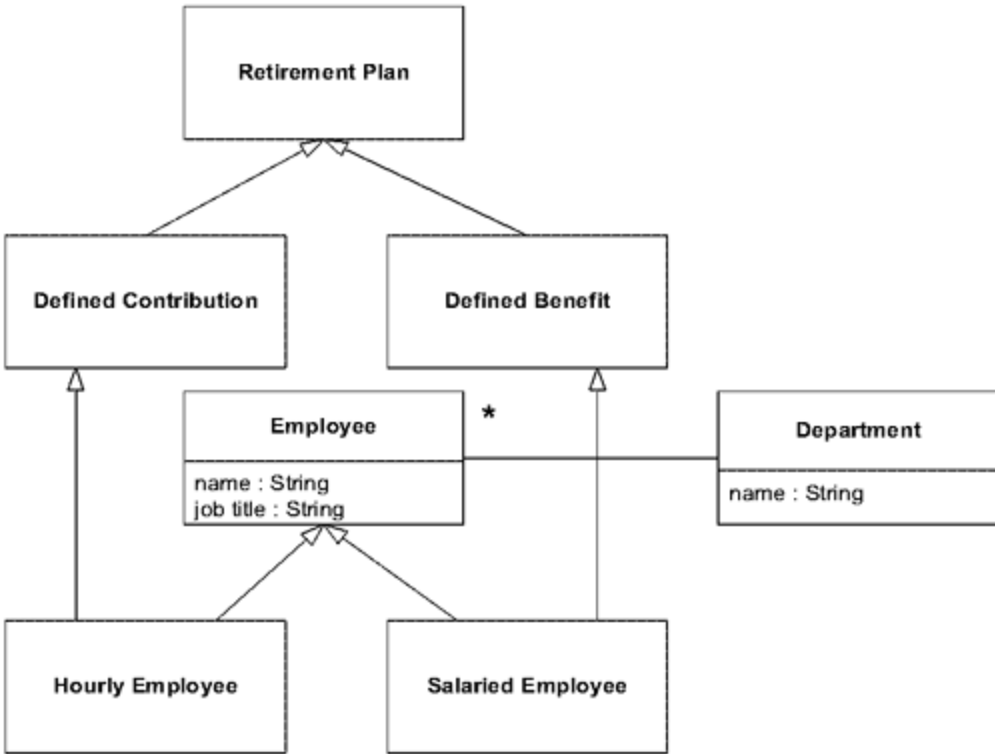 Retirement Plan
Defined Contribution
Defined Benefit
Employee
*
Department
name : String
job title : String
name : String
Hourly Employee
Salaried Employee